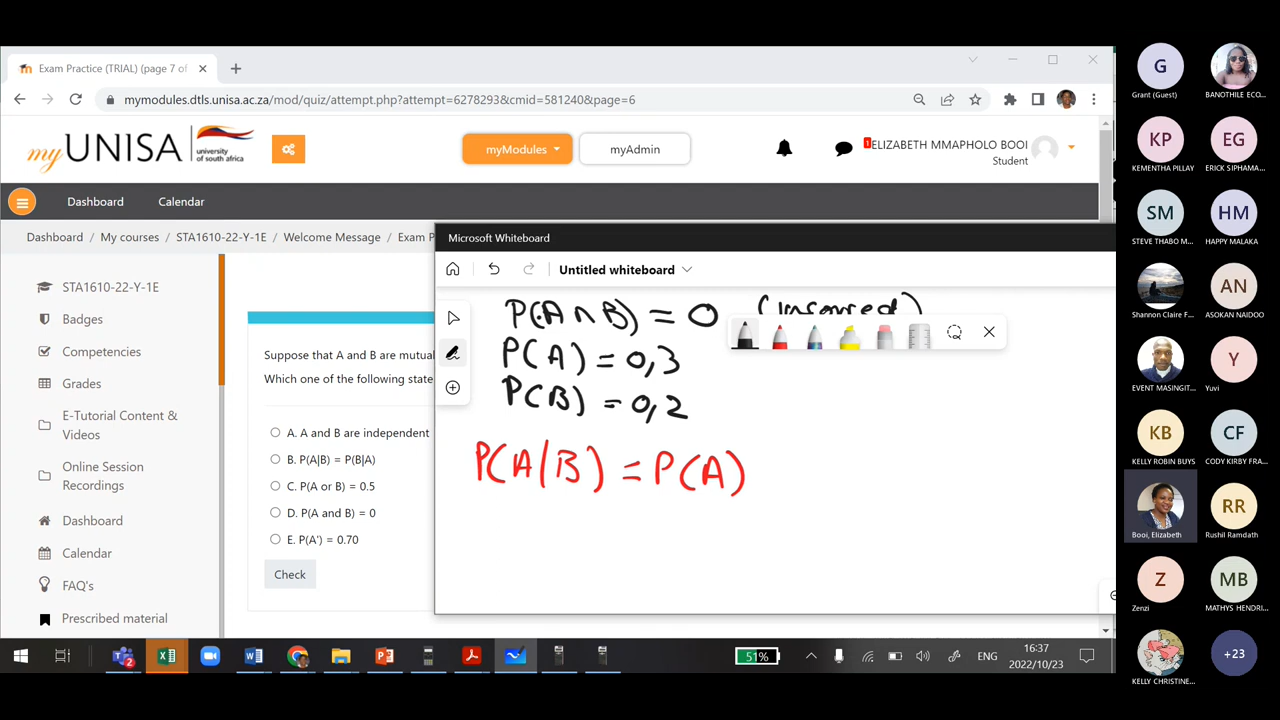 Exam Practice (TRIAL) (page 7 of
mymodules.dtls.unisa.ac.za/mod/quiz/attempt.php?attempt=6278293&cmid=581240&page=6
my UNISA university of south africa
myModules
myAdmin
1
ELIZABETH MMAPHOLO BOOI
Student
Dashboard
Calendar
Dashboard / My courses / STA1610-22-Y-1E / Welcome Message / Exam P
STA1610-22-Y-1E
Badges
Competencies
Grades
E-Tutorial Content &
Videos
Online Session
Recordings
Dashboard
Calendar
FAQ's
Prescribed material
Suppose that A and B are mutual
Which one of the following state
A. A and B are independent
B. P(A|B) = P(B|A)
C. P(A or B) = 0.5
D. P(A and B) = 0
E. P(A') = 0.70
Check
Microsoft Whiteboard
Untitled whiteboard
P(A ∩ B) = 0
P(A) = 0,3
P(B) = 0,2
P(A|B) = P(A)
G
Grant (Guest)
BANOTHILE ECO...
KP
KEMENTHA PILLAY
EG
ERICK SIPHAMA...
SM
STEVE THABO M...
HM
HAPPY MALAKA
Shannon Claire F...
AN
ASOKAN NAIDOO
EVENT MASINGIT...
Y
Yuvi
KB
KELLY ROBIN BUYS
CF
CODY KIRBY FRA...
Booi, Elizabeth
RR
Rushil Ramdath
Z
Zenzi
MB
MATHYS HENDRI...
KELLY CHRISTINE...
+23
51%
ENG
16:37
2022/10/23